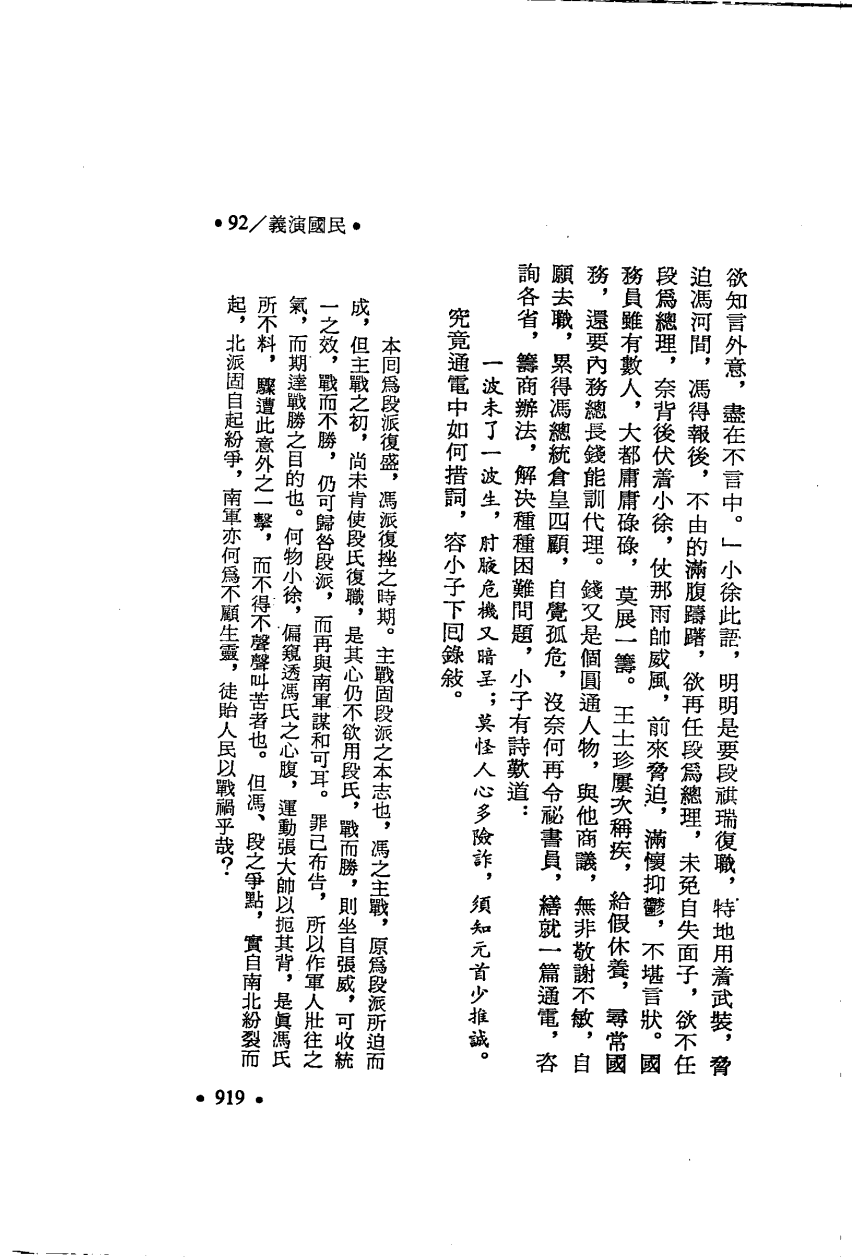 •92／義演國民•
欲知言外意，盡在不言中。」小徐此語，明明是要段祺瑞復職，特地用着武裝，脅
迫馮河間，馮得報後，不由的滿腹躊躇，欲再任段爲總理，未免自失面子，欲不任
段爲總理，奈背後伏着小徐，仗那雨帥威風，前來脅迫，滿懷抑鬱，不堪言狀。國
務員雖有數人，大都庸庸碌碌，莫展一籌。王士珍屢次稱疾，給假休養，尋常國
務，還要內務總長錢能訓代理。錢又是個圓通人物，與他商議，無非敬謝不敏，自
願去職，累得馮總統倉皇四顧，自覺孤危，沒奈何再令祕書員，繕就一篇通電，咨
詢各省，籌商辦法，解決種種困難問題，小子有詩歎道：
一波未了一波生，肘腋危機又暗呈；莫怪人心多險詐，須知元首少推誠。
究竟通電中如何措詞，容小子下囘錄敍。
本囘爲段派復盛，馮派復挫之時期。主戰固段派之本志也，馮之主戰，原爲段派所迫而
成，但主戰之初，尚未肯使段氏復職，是其心仍不欲用段氏，戰而勝，則坐自張威，可收統
一之效，戰而不勝，仍可歸咎段派，而再與南軍謀和可耳。罪己布告，所以作軍人壯往之
氣，而期達戰勝之目的也。何物小徐，偏窺透馮氏之心腹，運動張大帥以扼其背，是眞馮氏
所不料，驟遭此意外之一擊，而不得不聲聲叫苦者也。但馮、段之爭點，實自南北紛裂而
起，北派固自起紛爭，南軍亦何爲不顧生靈，徒貽人民以戰禍乎哉？
•919•